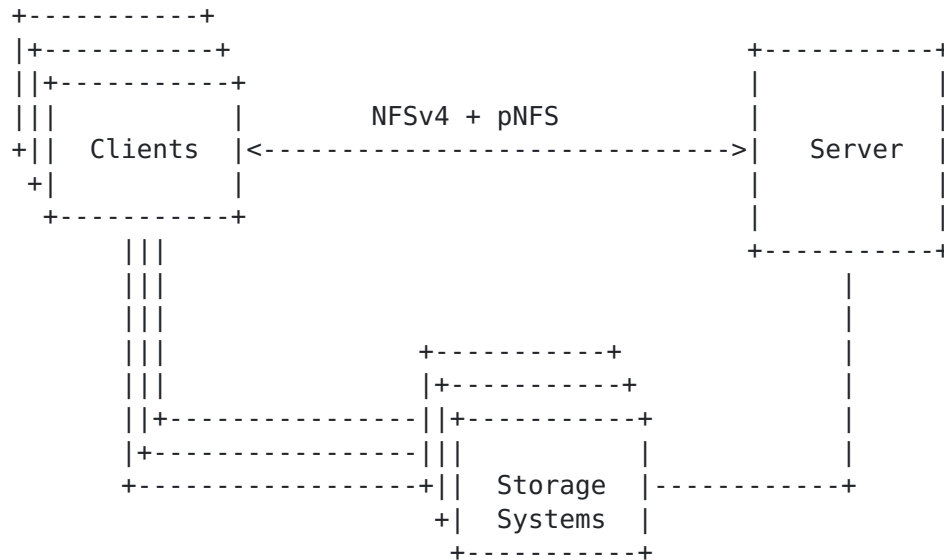 NFSv4 + pNFS
Clients
Server
Storage
Systems